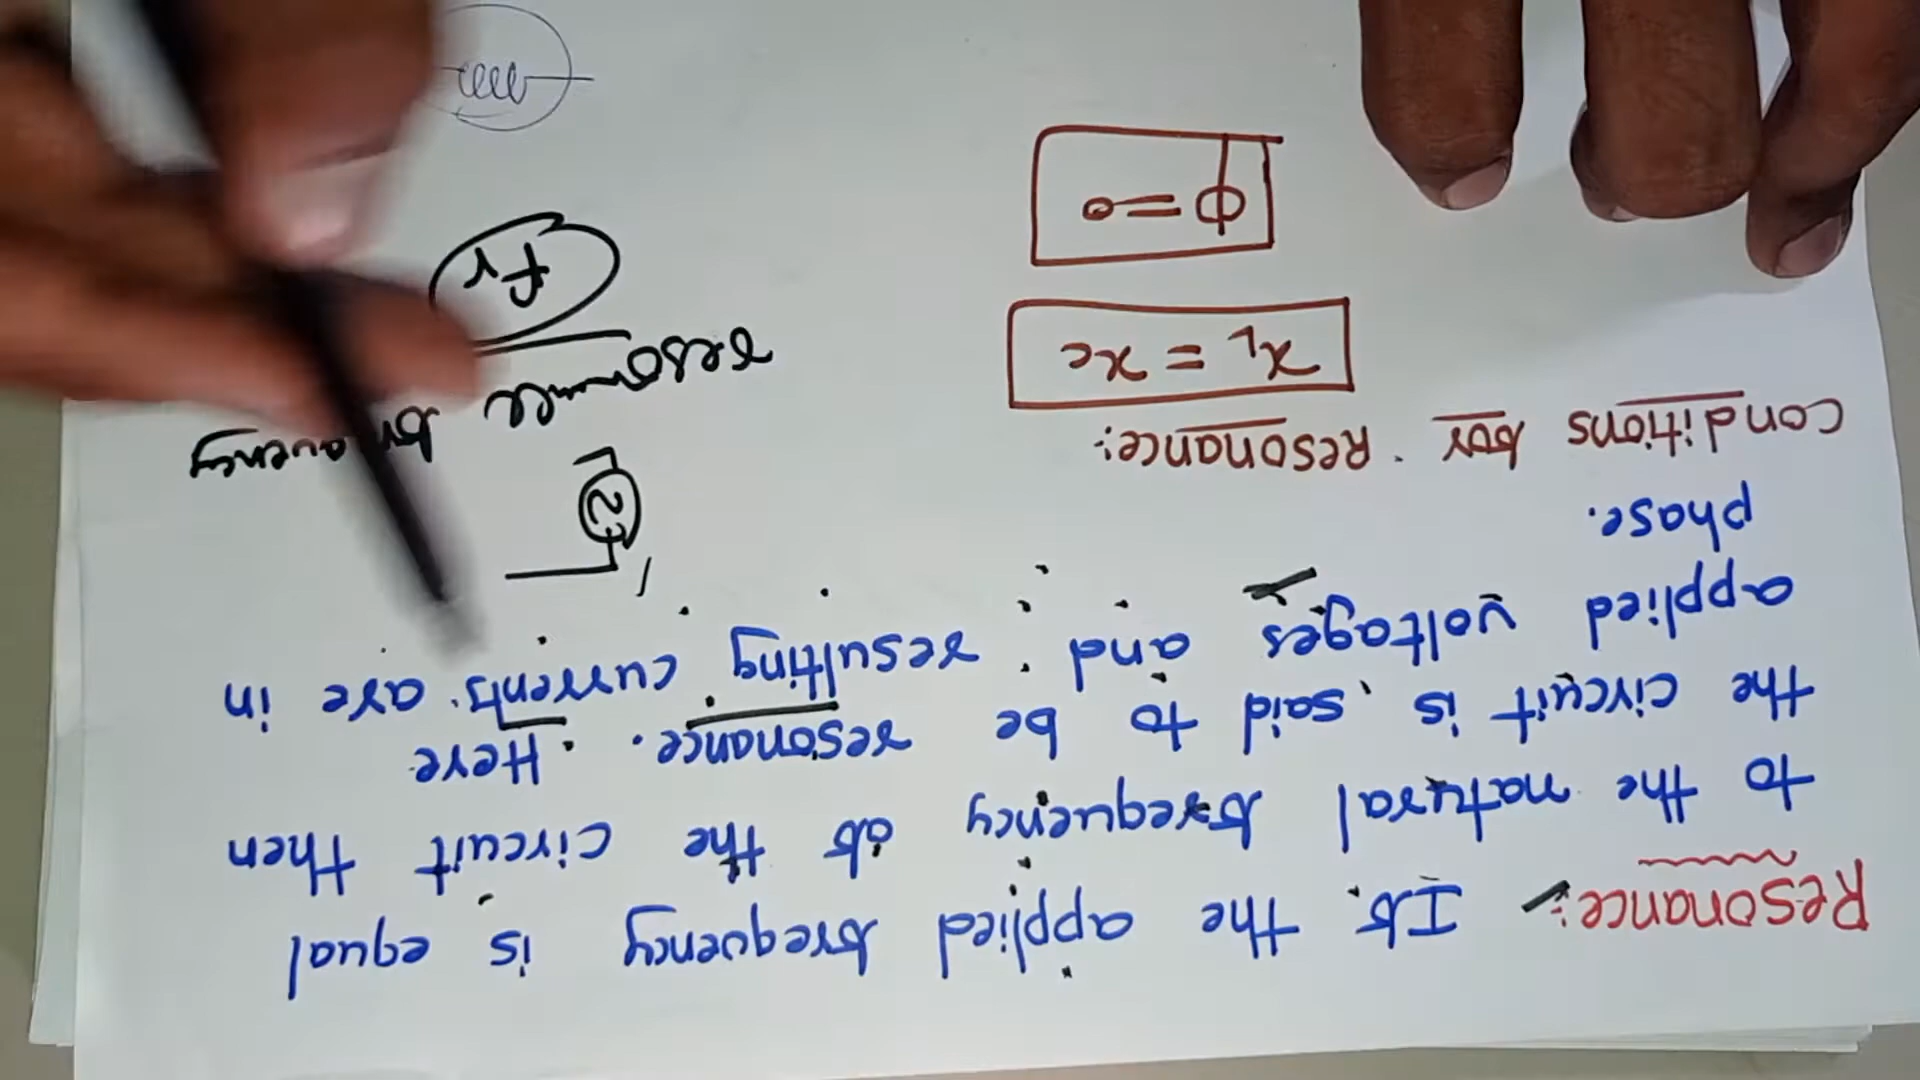 Resonance:- If the applied frequency is equal
to the natural frequency of the circuit then
the circuit is said to be resonance. Here
applied voltages and resulting currents are in
phase.
Conditions for Resonance:
XL = XC
ϕ = 0
resonance frequency
fr